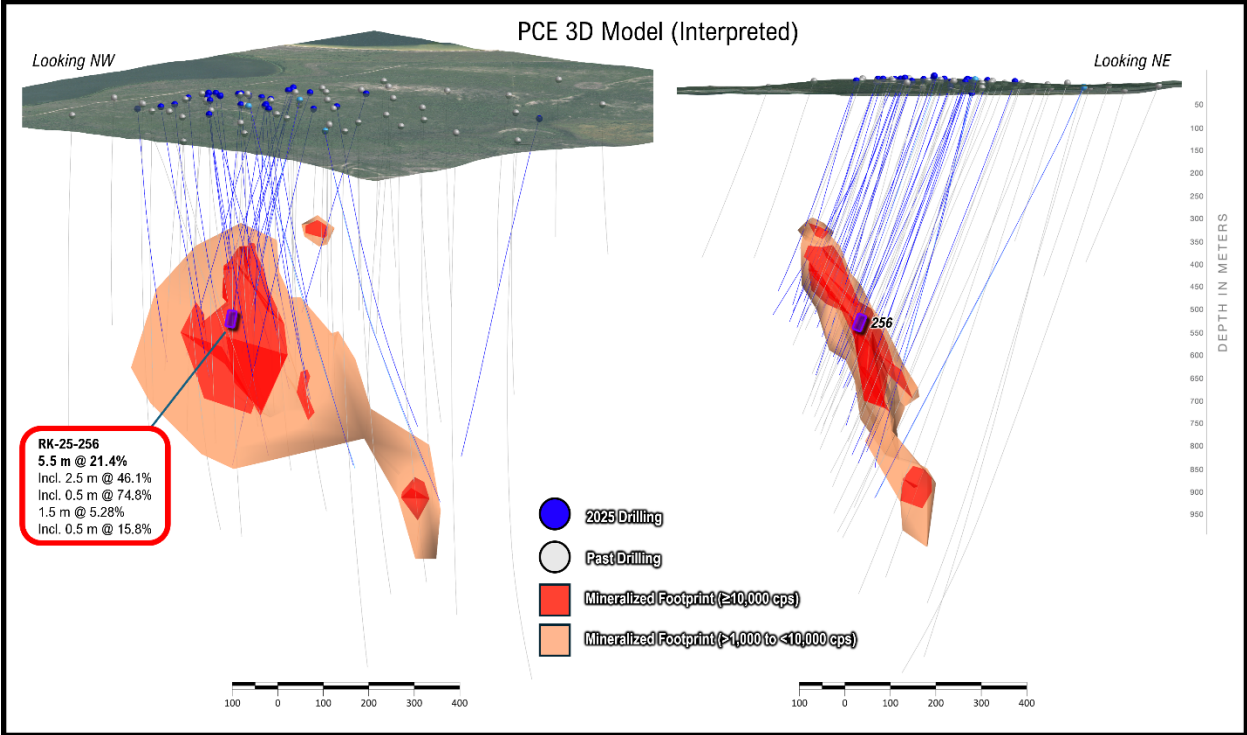 PCE 3D Model (Interpreted)
Looking NW
Looking NE
50
100
150
200
250
300
350
400
450
500
550
600
650
700
750
800
850
900
950
DEPTH IN METERS
256
RK-25-256
5.5 m @ 21.4%
Incl. 2.5 m @ 46.1%
Incl. 0.5 m @ 74.8%
1.5 m @ 5.28%
Incl. 0.5 m @ 15.8%
2025 Drilling
Past Drilling
Mineralized Footprint (≥10,000 cps)
Mineralized Footprint (>1,000 to <10,000 cps)
100 0 100 200 300 400
100 0 100 200 300 400